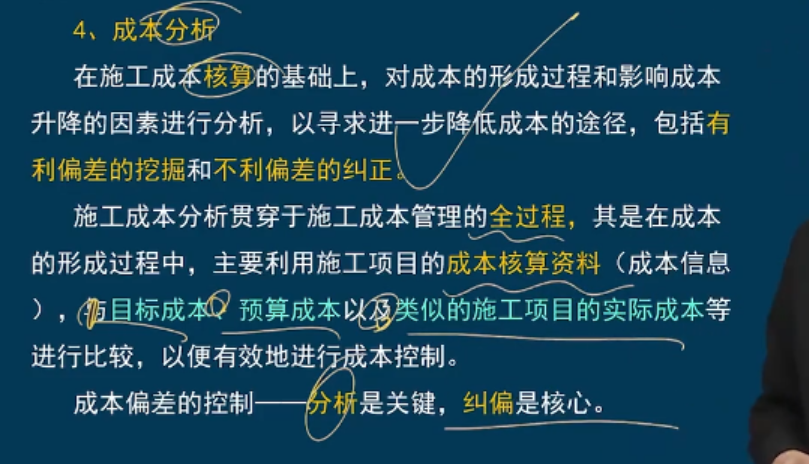 4、成本分析
在施工成本核算的基础上，对成本的形成过程和影响成本
升降的因素进行分析，以寻求进一步降低成本的途径，包括有
利偏差的挖掘和不利偏差的纠正。
施工成本分析贯穿于施工成本管理的全过程，其是在成本
的形成过程中，主要利用施工项目的成本核算资料（成本信息
），与目标成本、预算成本以及类似的施工项目的实际成本等
进行比较，以便有效地进行成本控制。
成本偏差的控制——分析是关键，纠偏是核心。